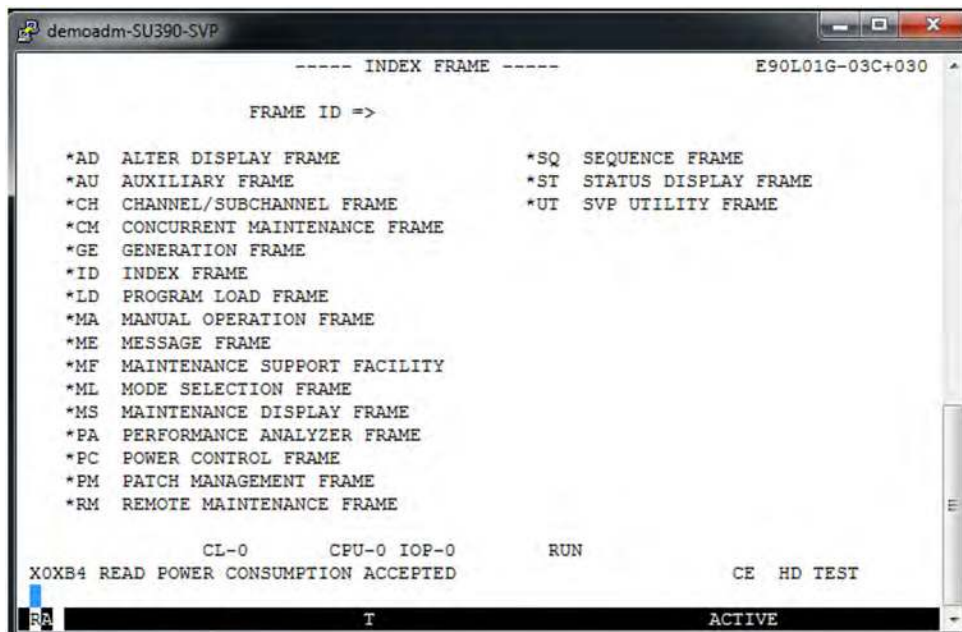 demoadm-SU390-SVP
----- INDEX FRAME ----- E90L01G-03C+030
FRAME ID =>
*AD ALTER DISPLAY FRAME *SQ SEQUENCE FRAME
*AU AUXILIARY FRAME *ST STATUS DISPLAY FRAME
*CH CHANNEL/SUBCHANNEL FRAME *UT SVP UTILITY FRAME
*CM CONCURRENT MAINTENANCE FRAME
*GE GENERATION FRAME
*ID INDEX FRAME
*LD PROGRAM LOAD FRAME
*MA MANUAL OPERATION FRAME
*ME MESSAGE FRAME
*MF MAINTENANCE SUPPORT FACILITY
*ML MODE SELECTION FRAME
*MS MAINTENANCE DISPLAY FRAME
*PA PERFORMANCE ANALYZER FRAME
*PC POWER CONTROL FRAME
*PM PATCH MANAGEMENT FRAME
*RM REMOTE MAINTENANCE FRAME
CL-0 CPU-0 IOP-0 RUN
X0XB4 READ POWER CONSUMPTION ACCEPTED CE HD TEST
RA T ACTIVE